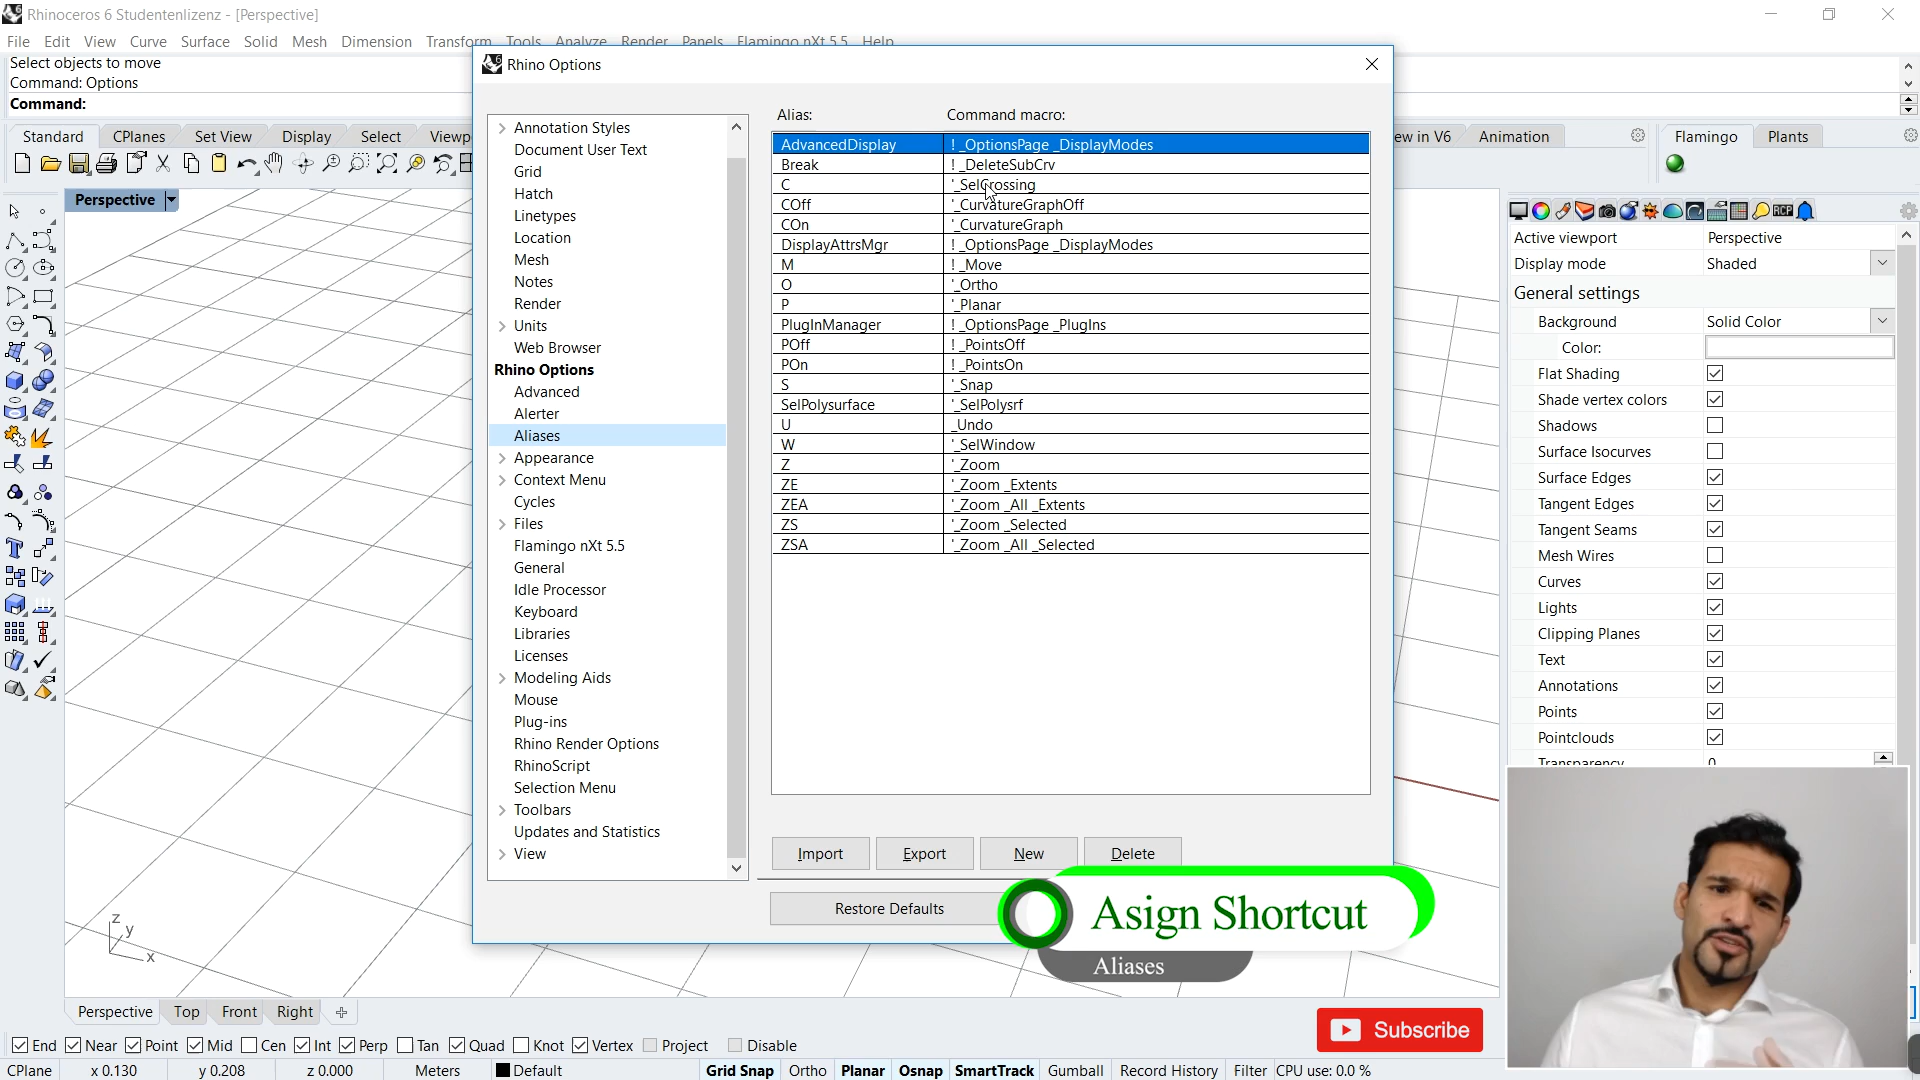 Rhinoceros 6 Studentenlizenz - [Perspective]
File Edit View Curve Surface Solid Mesh Dimension Transform Tools Analyze Render Panels Flamingo nXt 5.5 Help
Select objects to move
Command: Options
Command:
Standard CPlanes Set View Display Select Viewp
ew in V6 Animation
Flamingo Plants
Perspective
Rhino Options
Annotation Styles
Document User Text
Grid
Hatch
Linetypes
Location
Mesh
Notes
Render
Units
Web Browser
Rhino Options
Advanced
Alerter
Aliases
Appearance
Context Menu
Cycles
Files
Flamingo nXt 5.5
General
Idle Processor
Keyboard
Libraries
Licenses
Modeling Aids
Mouse
Plug-ins
Rhino Render Options
RhinoScript
Selection Menu
Toolbars
Updates and Statistics
View
Alias: Command macro:
AdvancedDisplay ! _OptionsPage _DisplayModes
Break ! _DeleteSubCrv
C '_SelCrossing
COff '_CurvatureGraphOff
COn '_CurvatureGraph
DisplayAttrsMgr ! _OptionsPage _DisplayModes
M ! _Move
O '_Ortho
P '_Planar
PlugInManager ! _OptionsPage _PlugIns
POff ! _PointsOff
POn ! _PointsOn
S '_Snap
SelPolysurface '_SelPolysrf
U _Undo
W '_SelWindow
Z '_Zoom
ZE '_Zoom _Extents
ZEA '_Zoom _All _Extents
ZS '_Zoom _Selected
ZSA '_Zoom _All _Selected
Import Export New Delete
Restore Defaults
Asign Shortcut
Aliases
Subscribe
RCP
Active viewport Perspective
Display mode Shaded
General settings
Background Solid Color
Color:
Flat Shading
Shade vertex colors
Shadows
Surface Isocurves
Surface Edges
Tangent Edges
Tangent Seams
Mesh Wires
Curves
Lights
Clipping Planes
Text
Annotations
Points
Pointclouds
Transparency 0
z
y
x
Perspective Top Front Right
End Near Point Mid Cen Int Perp Tan Quad Knot Vertex Project Disable
CPlane x 0.130 y 0.208 z 0.000 Meters Default Grid Snap Ortho Planar Osnap SmartTrack Gumball Record History Filter CPU use: 0.0 %